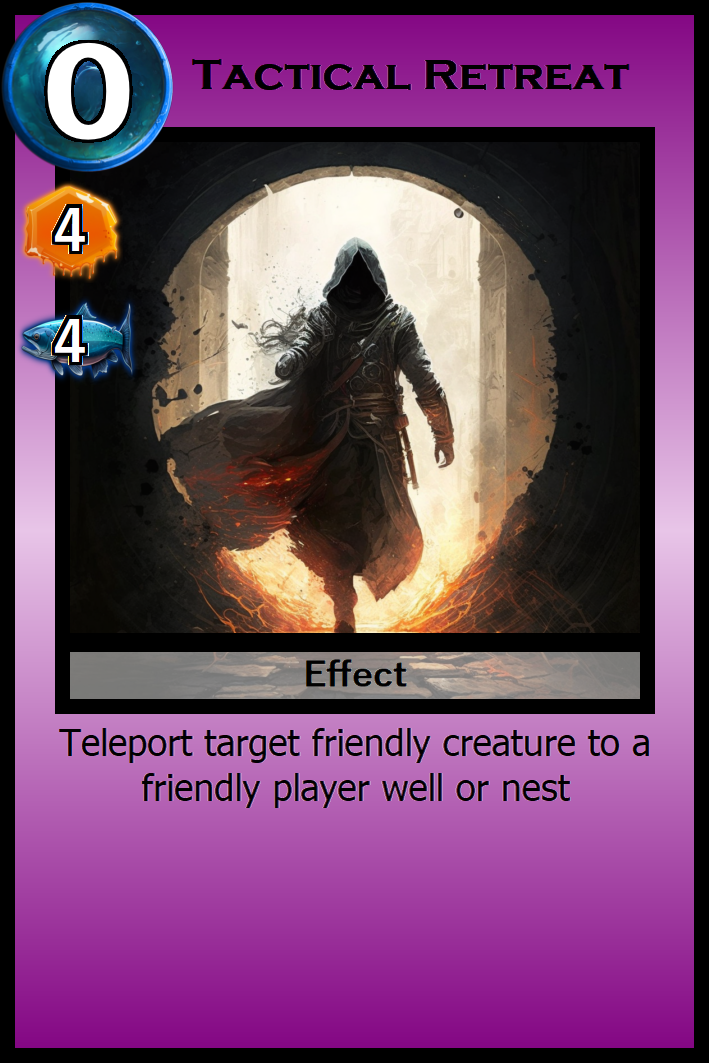 0
Tactical Retreat
4
4
Effect
Teleport target friendly creature to a
friendly player well or nest